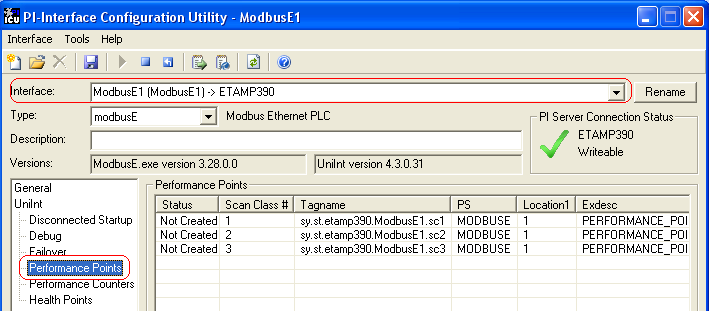 ICU PI-Interface Configuration Utility - ModbusE1
Interface Tools Help
Interface: ModbusE1 (ModbusE1) -> ETAMP390 Rename
Type: modbusE Modbus Ethernet PLC
PI Server Connection Status
ETAMP390
Writeable
Description:
Versions: ModbusE.exe version 3.28.0.0 UniInt version 4.3.0.31
General
UniInt
Disconnected Startup
Debug
Failover
Performance Points
Performance Counters
Health Points
Performance Points
Status Scan Class # Tagname PS Location1 Exdesc
Not Created 1 sy.st.etamp390.ModbusE1.sc1 MODBUSE 1 PERFORMANCE_POI
Not Created 2 sy.st.etamp390.ModbusE1.sc2 MODBUSE 1 PERFORMANCE_POI
Not Created 3 sy.st.etamp390.ModbusE1.sc3 MODBUSE 1 PERFORMANCE_POI